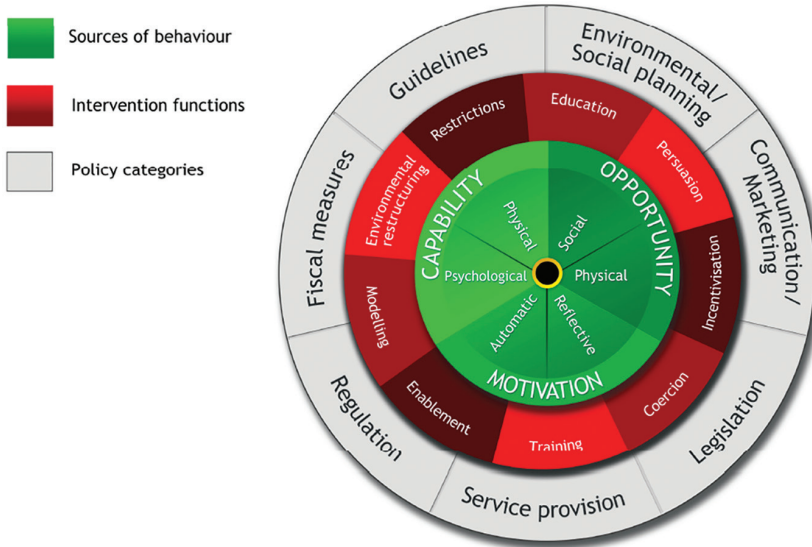 Sources of behaviour
Intervention functions
Policy categories
Guidelines
Environmental/
Social planning
Communication/
Marketing
Legislation
Service provision
Regulation
Fiscal measures
Restrictions
Education
Persuasion
Incentivisation
Coercion
Training
Enablement
Modelling
Environmental
restructuring
CAPABILITY
OPPORTUNITY
MOTIVATION
Physical
Social
Psychological
Physical
Automatic
Reflective